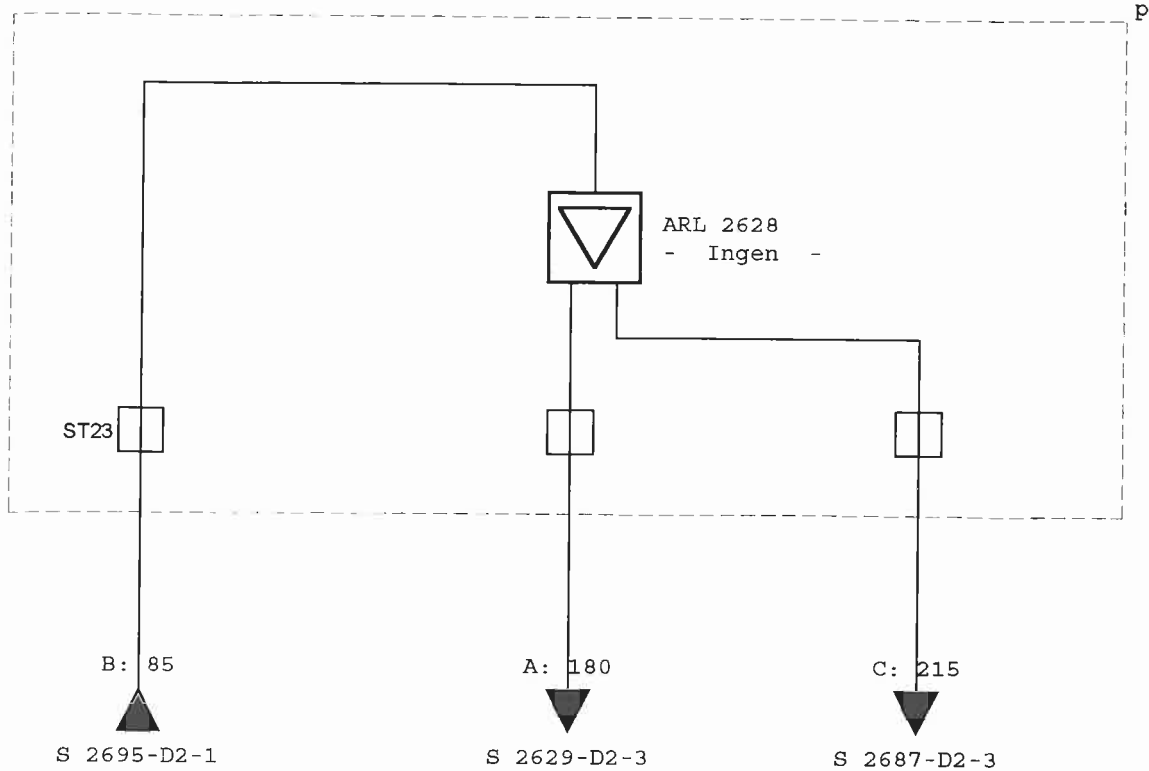 p
ARL 2628
- Ingen -
ST23
B: 85
A: 180
C: 215
S 2695-D2-1
S 2629-D2-3
S 2687-D2-3